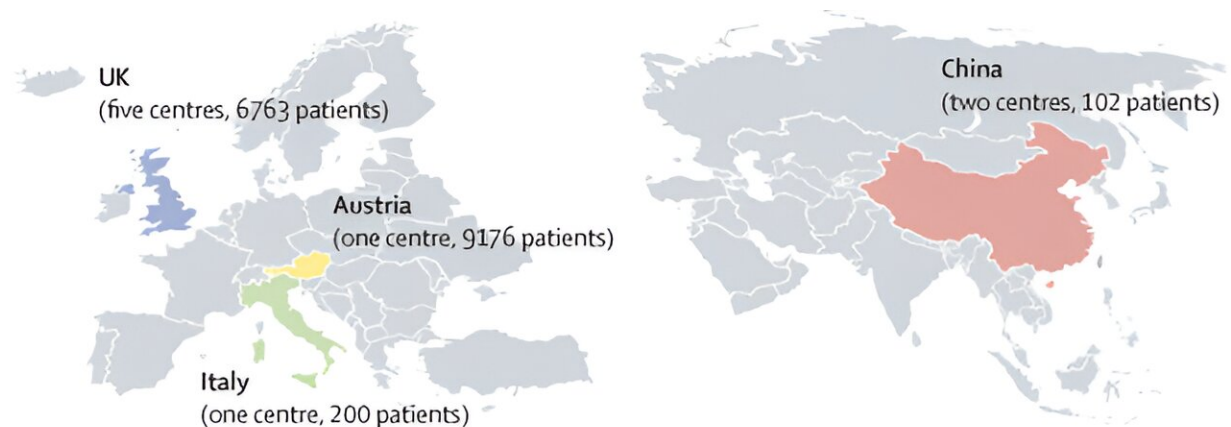 UK
(five centres, 6763 patients)
Austria
(one centre, 9176 patients)
Italy
(one centre, 200 patients)
China
(two centres, 102 patients)